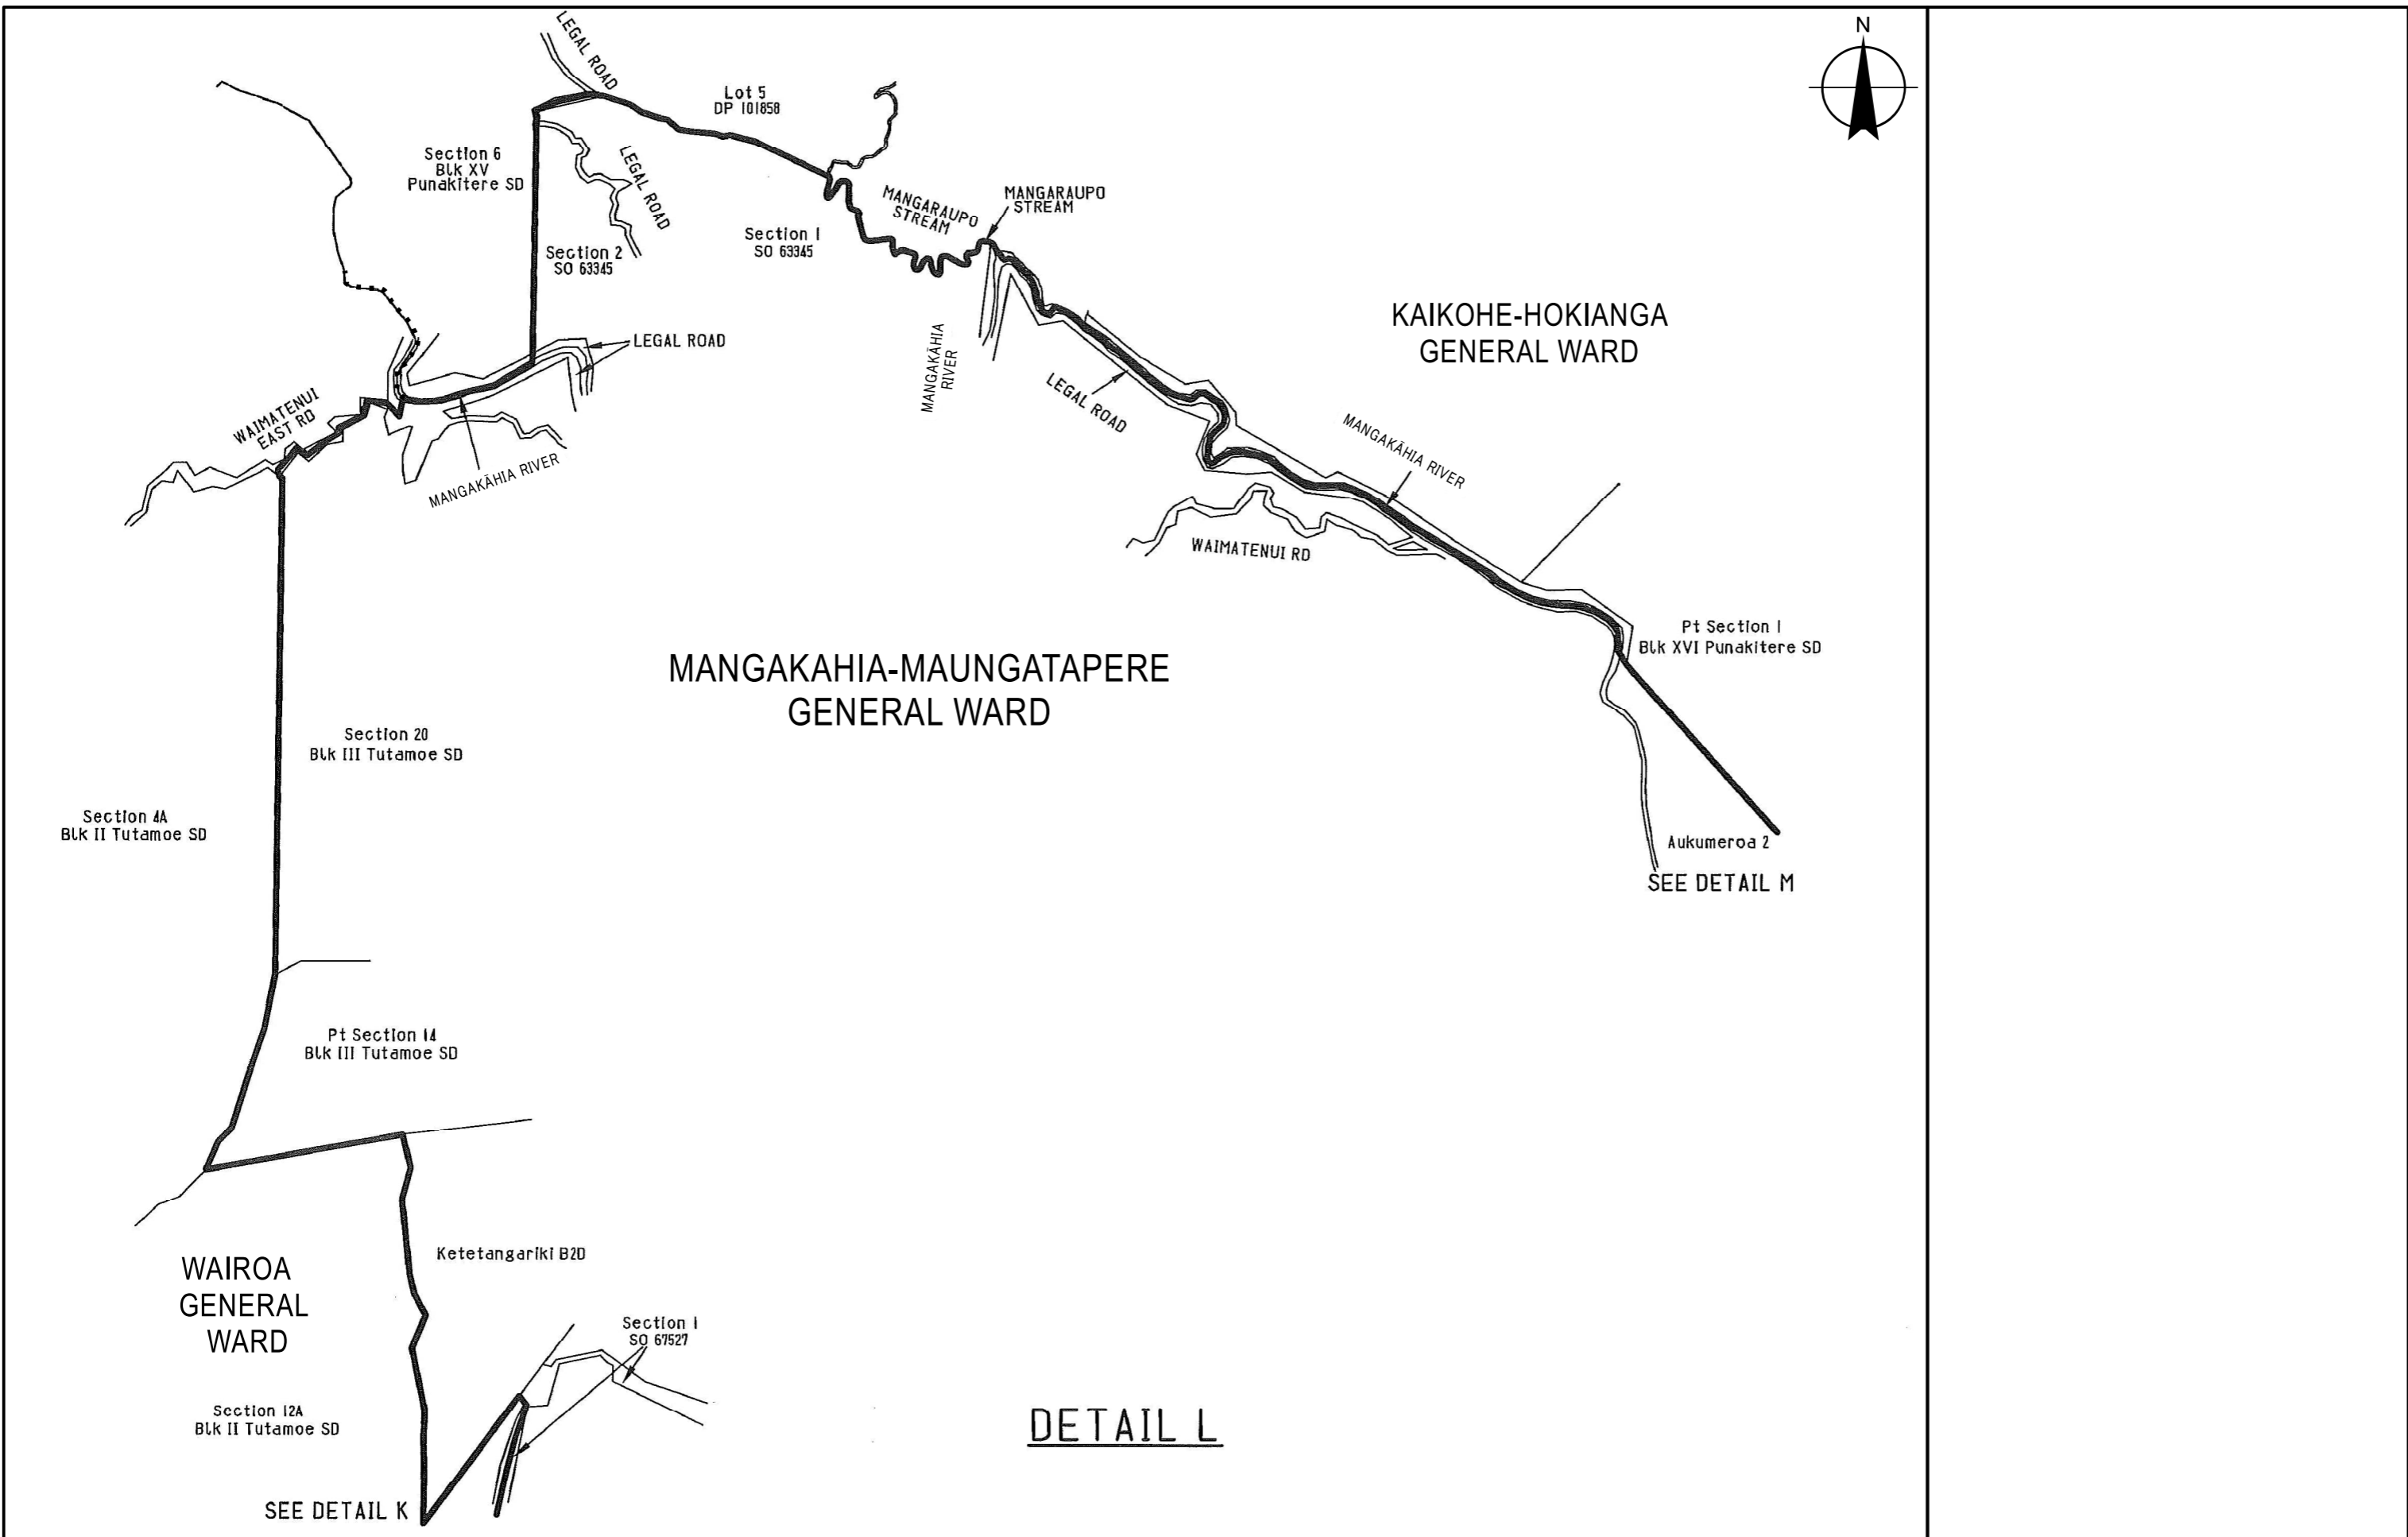 N
LEGAL ROAD
Lot 5
DP 101858
Section 6
Blk XV
Punakitere SD
LEGAL ROAD
MANGARAUPO
STREAM
MANGARAUPO
STREAM
Section 1
SO 63345
Section 2
SO 63345
KAIKOHE-HOKIANGA
GENERAL WARD
LEGAL ROAD
MANGAKĀHIA
RIVER
LEGAL ROAD
WAIMATENUI
EAST RD
MANGAKĀHIA RIVER
MANGAKĀHIA RIVER
WAIMATENUI RD
Pt Section 1
Blk XVI Punakitere SD
MANGAKAHIA-MAUNGATAPERE
GENERAL WARD
Section 20
Blk III Tutamoe SD
Section 4A
Blk II Tutamoe SD
Aukumeroa 2
SEE DETAIL M
Pt Section 14
Blk III Tutamoe SD
Ketetangariki B2D
WAIROA
GENERAL
WARD
Section 1
SO 67527
Section 12A
Blk II Tutamoe SD
DETAIL L
SEE DETAIL K